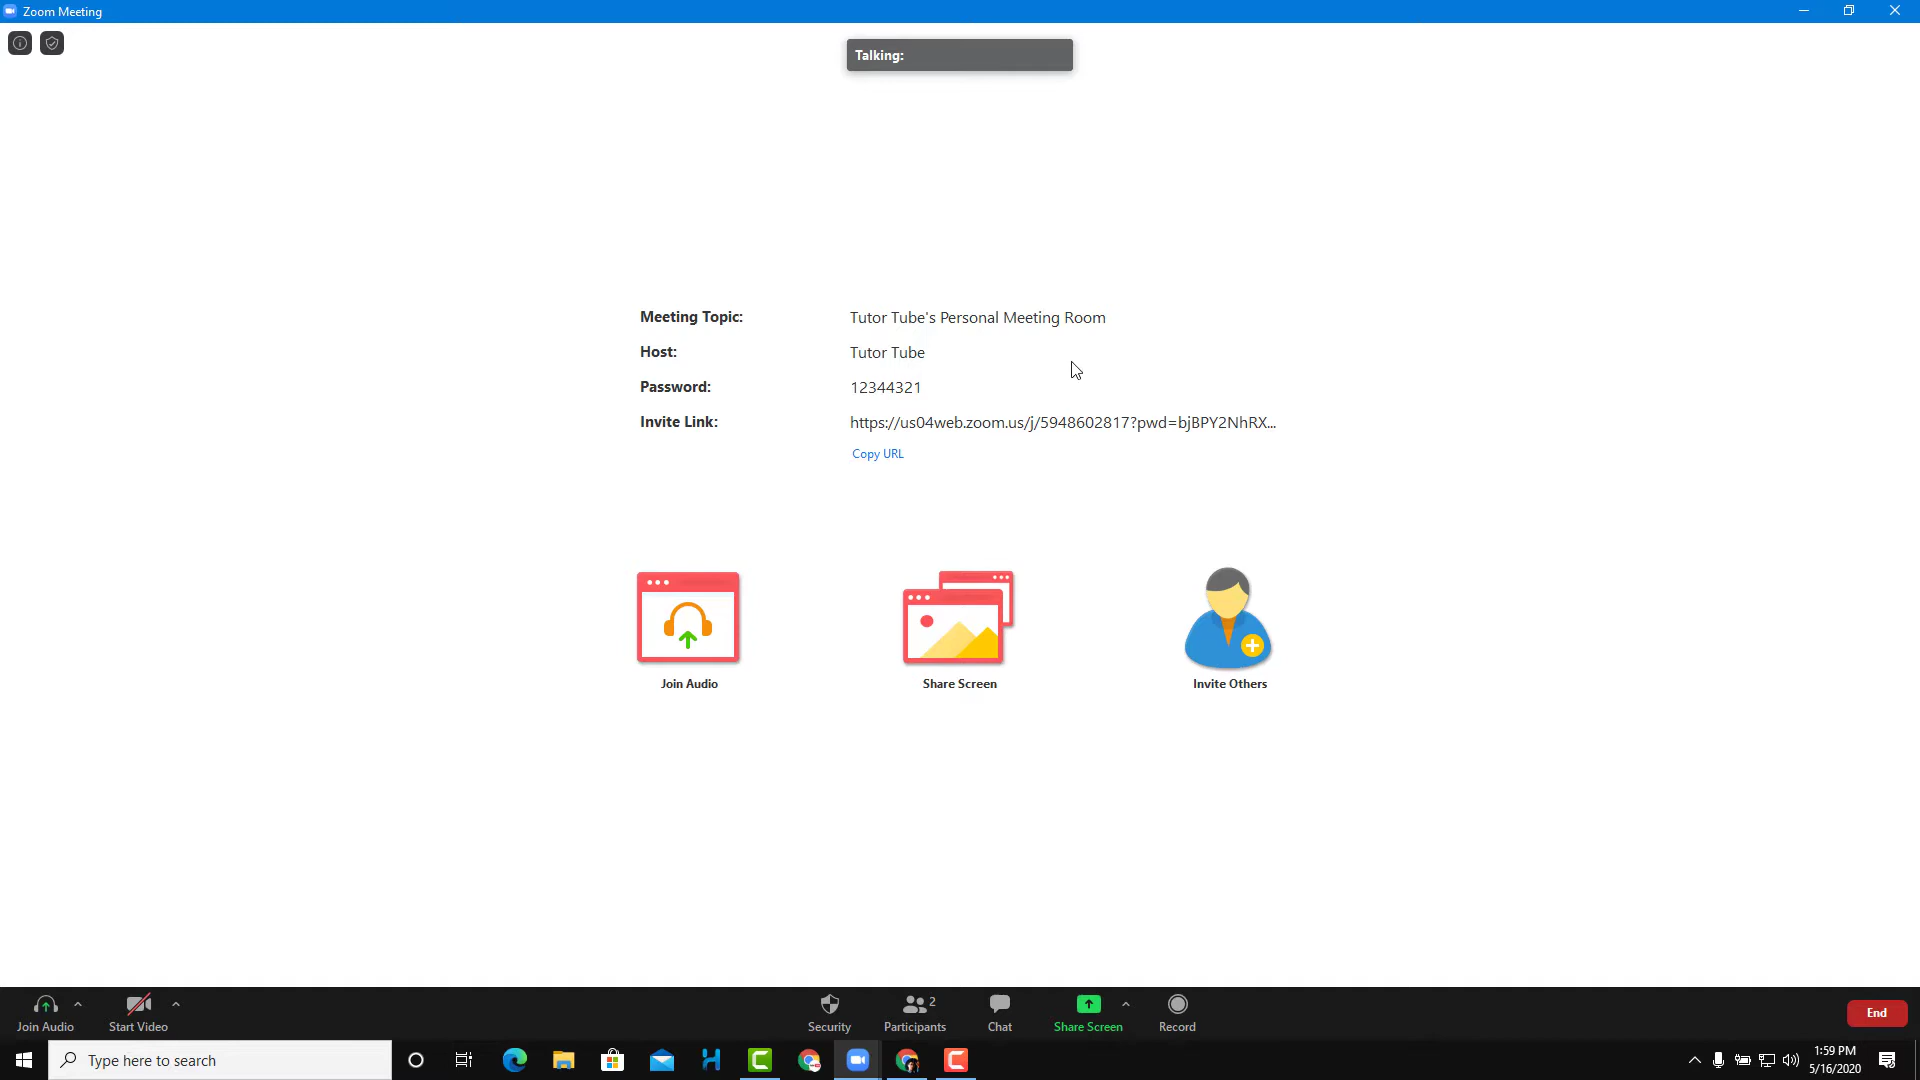 Zoom Meeting
Talking:
Meeting Topic: Tutor Tube's Personal Meeting Room
Host: Tutor Tube
Password: 12344321
Invite Link: https://us04web.zoom.us/j/5948602817?pwd=bjBPY2NhRX...
Copy URL
Join Audio Share Screen Invite Others
Join Audio Start Video Security Participants 2 Chat Share Screen Record End
Type here to search
1:59 PM
5/16/2020